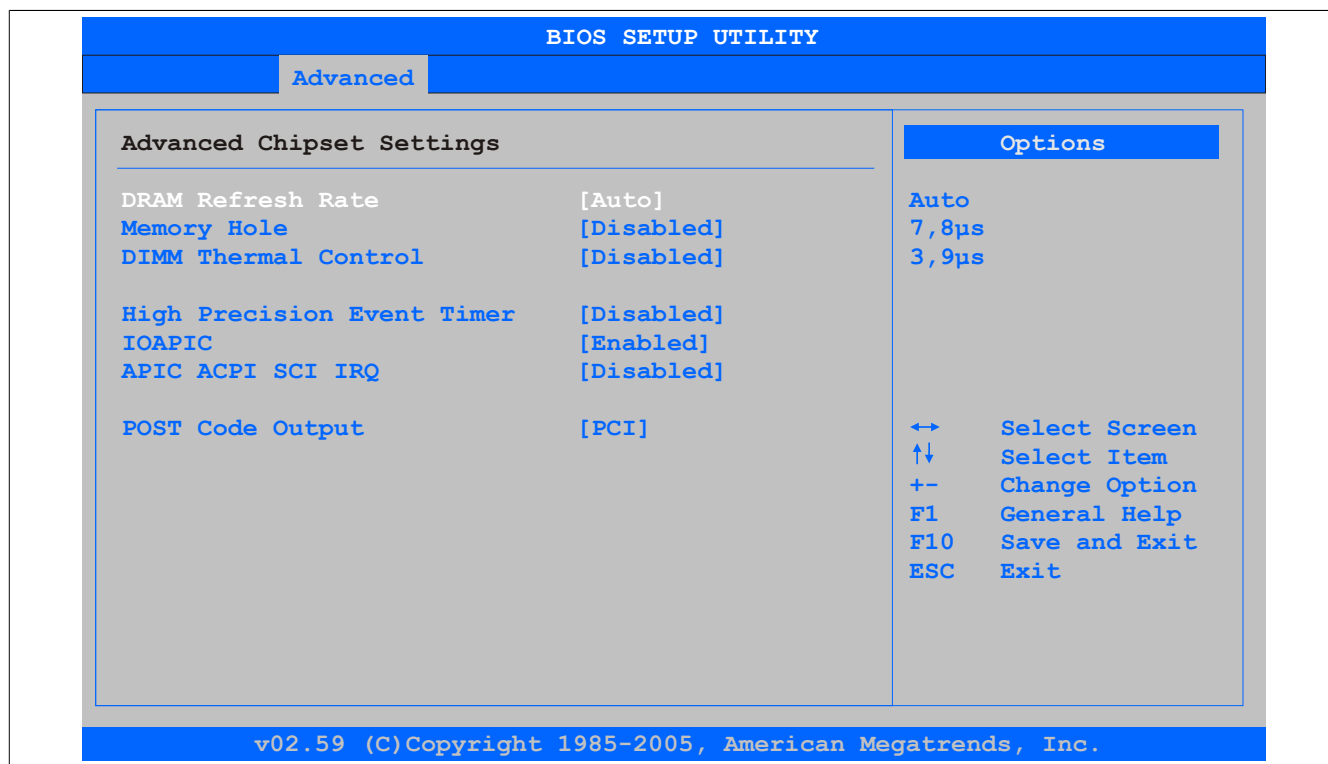 BIOS SETUP UTILITY
Advanced
Advanced Chipset Settings
DRAM Refresh Rate [Auto]
Memory Hole [Disabled]
DIMM Thermal Control [Disabled]
High Precision Event Timer [Disabled]
IOAPIC [Enabled]
APIC ACPI SCI IRQ [Disabled]
POST Code Output [PCI]
Options
Auto
7,8µs
3,9µs
↔ Select Screen
↑↓ Select Item
+- Change Option
F1 General Help
F10 Save and Exit
ESC Exit
v02.59 (C)Copyright 1985-2005, American Megatrends, Inc.